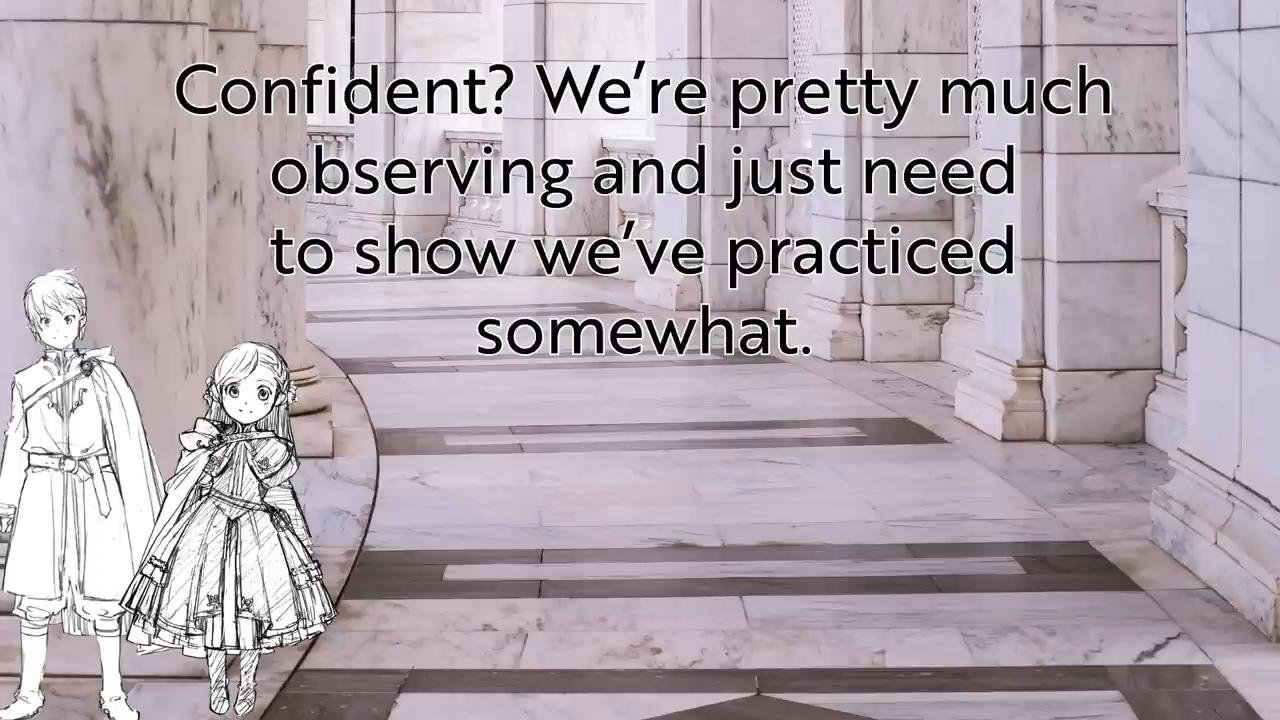 Confident? We're pretty much
observing and just need
to show we've practiced
somewhat.